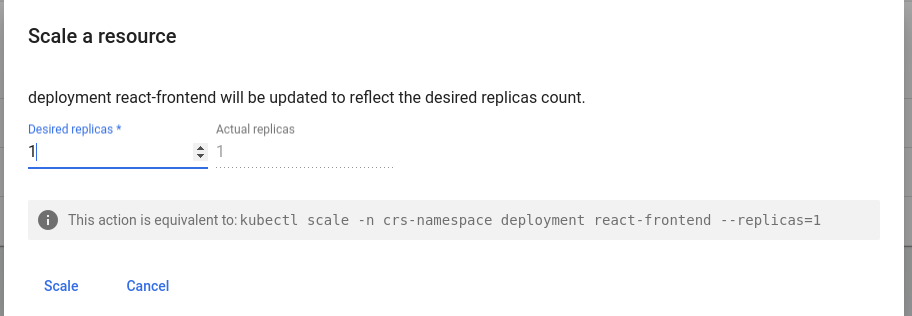 Scale a resource
deployment react-frontend will be updated to reflect the desired replicas count.
Desired replicas * Actual replicas
1 1
This action is equivalent to: kubectl scale -n crs-namespace deployment react-frontend --replicas=1
Scale Cancel